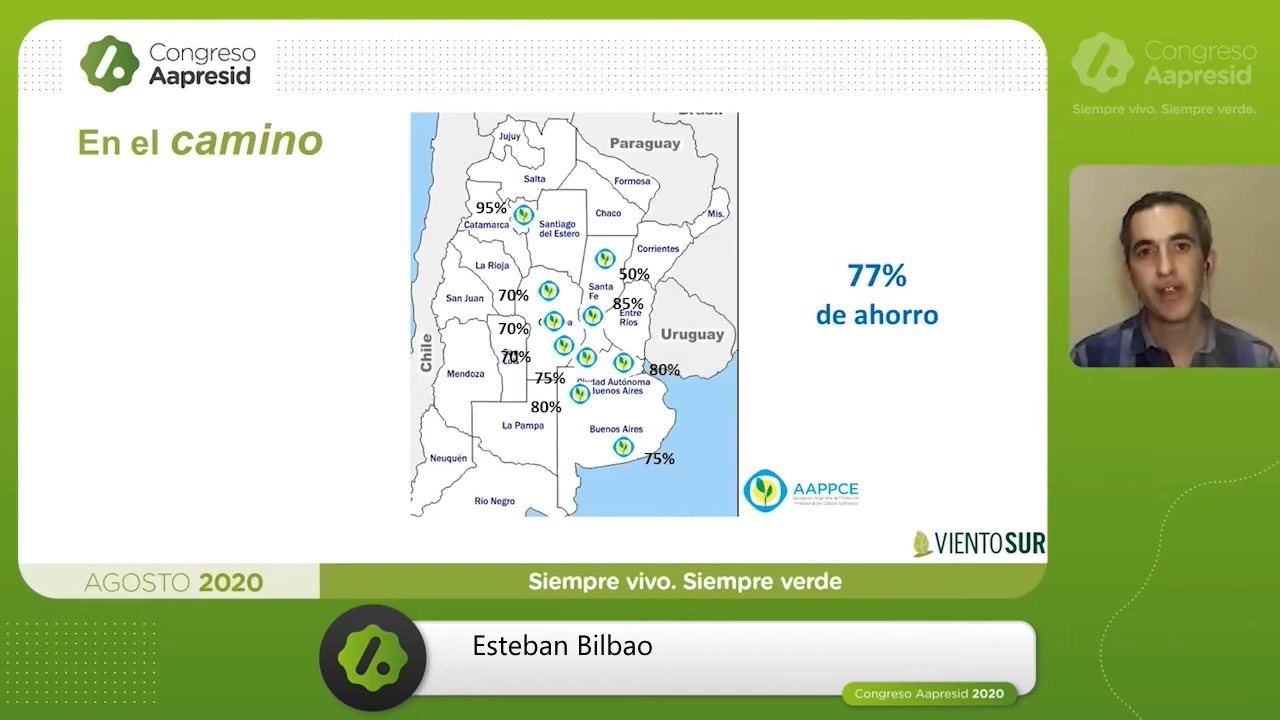 Congreso
Aapresid
Congreso
Aapresid
Siempre vivo. Siempre verde.
En el camino
Jujuy
Paraguay
Salta
Formosa
95%
Catamarca
Santiago
del Estero
Chaco
Mis.
Corrientes
La Rioja
50%
Santa
Fe
San Juan
70%
85%
Entre
Ríos
70%
Uruguay
Chile
70%
Mendoza
75%
80%
Ciudad Autónoma
Buenos Aires
80%
La Pampa
Buenos Aires
Neuquén
75%
Río Negro
77%
de ahorro
AAPPCE
VIENTO SUR
AGOSTO 2020
Siempre vivo. Siempre verde
Esteban Bilbao
Congreso Aapresid 2020